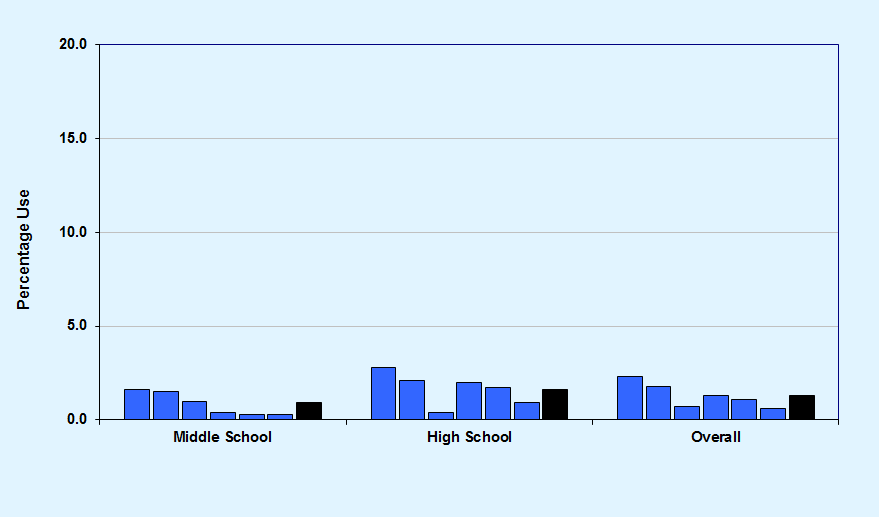 20.0
15.0
10.0
5.0
0.0
Percentage Use
Middle School
High School
Overall